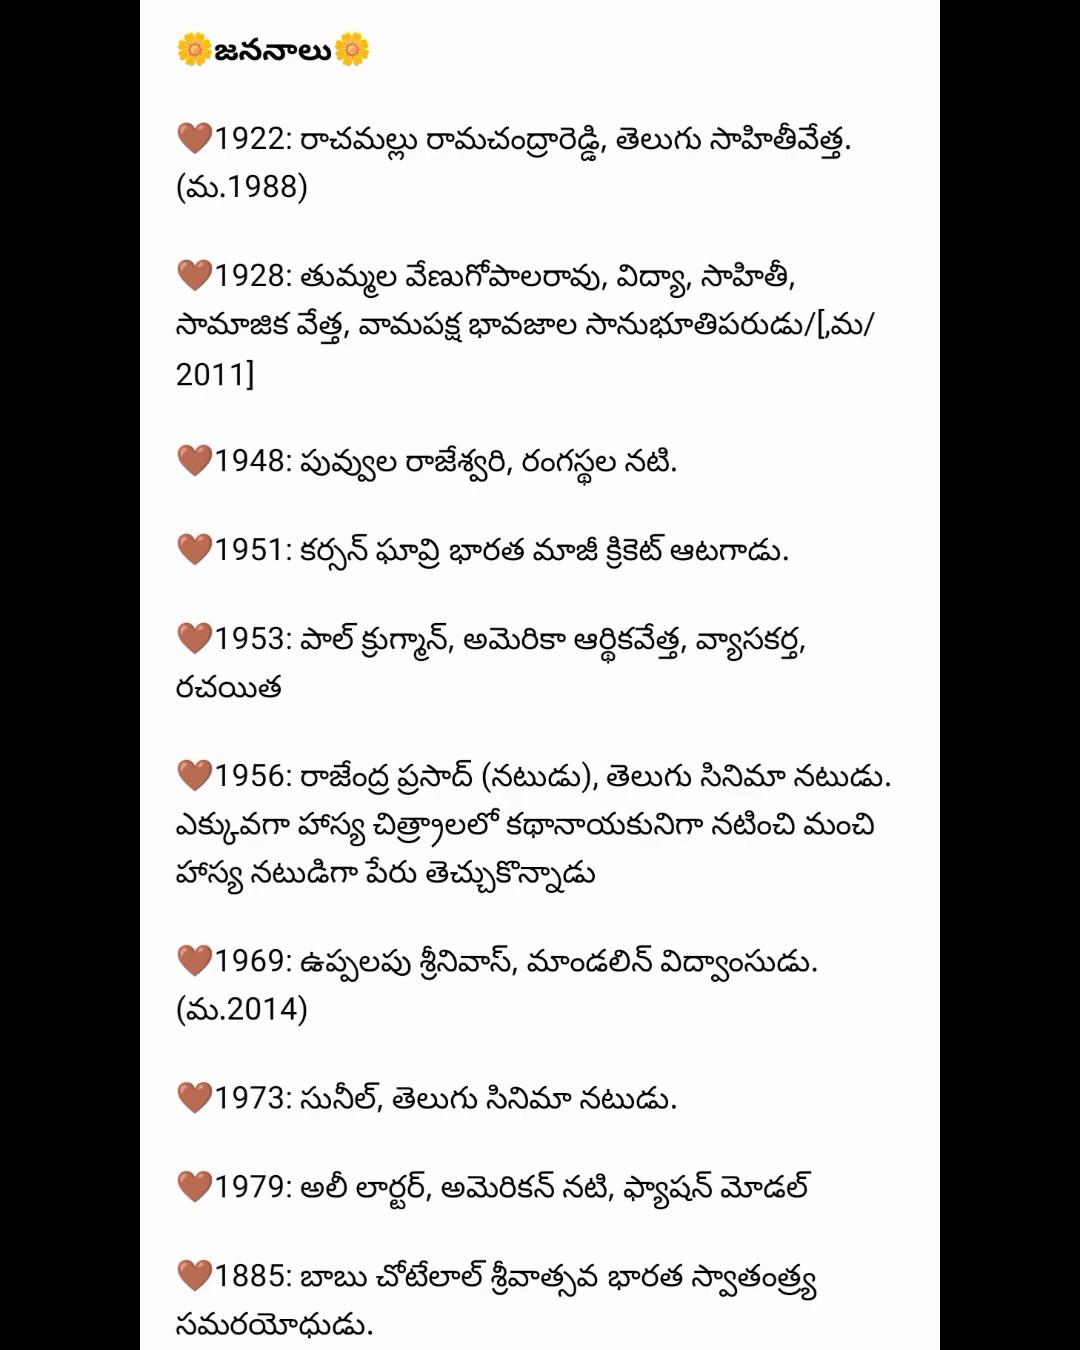 🌼జననాలు🌼
🤎1922: రాచమల్లు రామచంద్రారెడ్డి, తెలుగు సాహితీవేత్త.
(మ.1988)
🤎1928: తుమ్మల వేణుగోపాలరావు, విద్యా, సాహితీ,
సామాజిక వేత్త, వామపక్ష భావజాల సానుభూతిపరుడు/[,మ/
2011]
🤎1948: పువ్వుల రాజేశ్వరి, రంగస్థల నటి.
🤎1951: కర్సన్ ఘావ్రి భారత మాజీ క్రికెట్ ఆటగాడు.
🤎1953: పాల్ క్రుగ్మాన్, అమెరికా ఆర్థికవేత్త, వ్యాసకర్త,
రచయిత
🤎1956: రాజేంద్ర ప్రసాద్ (నటుడు), తెలుగు సినిమా నటుడు.
ఎక్కువగా హాస్య చిత్ర్రాలలో కథానాయకునిగా నటించి మంచి
హాస్య నటుడిగా పేరు తెచ్చుకొన్నాడు
🤎1969: ఉప్పలపు శ్రీనివాస్, మాండలిన్ విద్వాంసుడు.
(మ.2014)
🤎1973: సునీల్, తెలుగు సినిమా నటుడు.
🤎1979: అలీ లార్టర్, అమెరికన్ నటి, ఫ్యాషన్ మోడల్
🤎1885: బాబు చోటేలాల్ శ్రీవాత్సవ భారత స్వాతంత్ర్య
సమరయోధుడు.